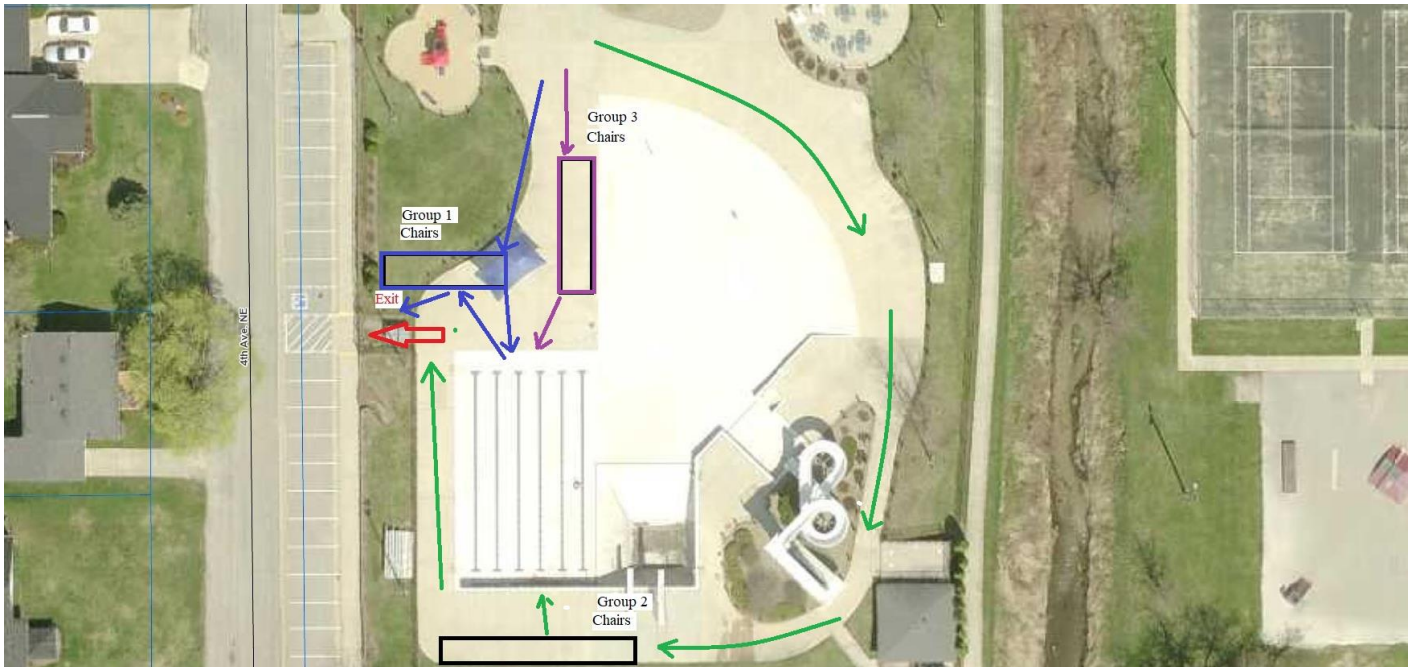 Group 3
Chairs
Group 1
Chairs
Exit
4th Ave NE
Group 2
Chairs